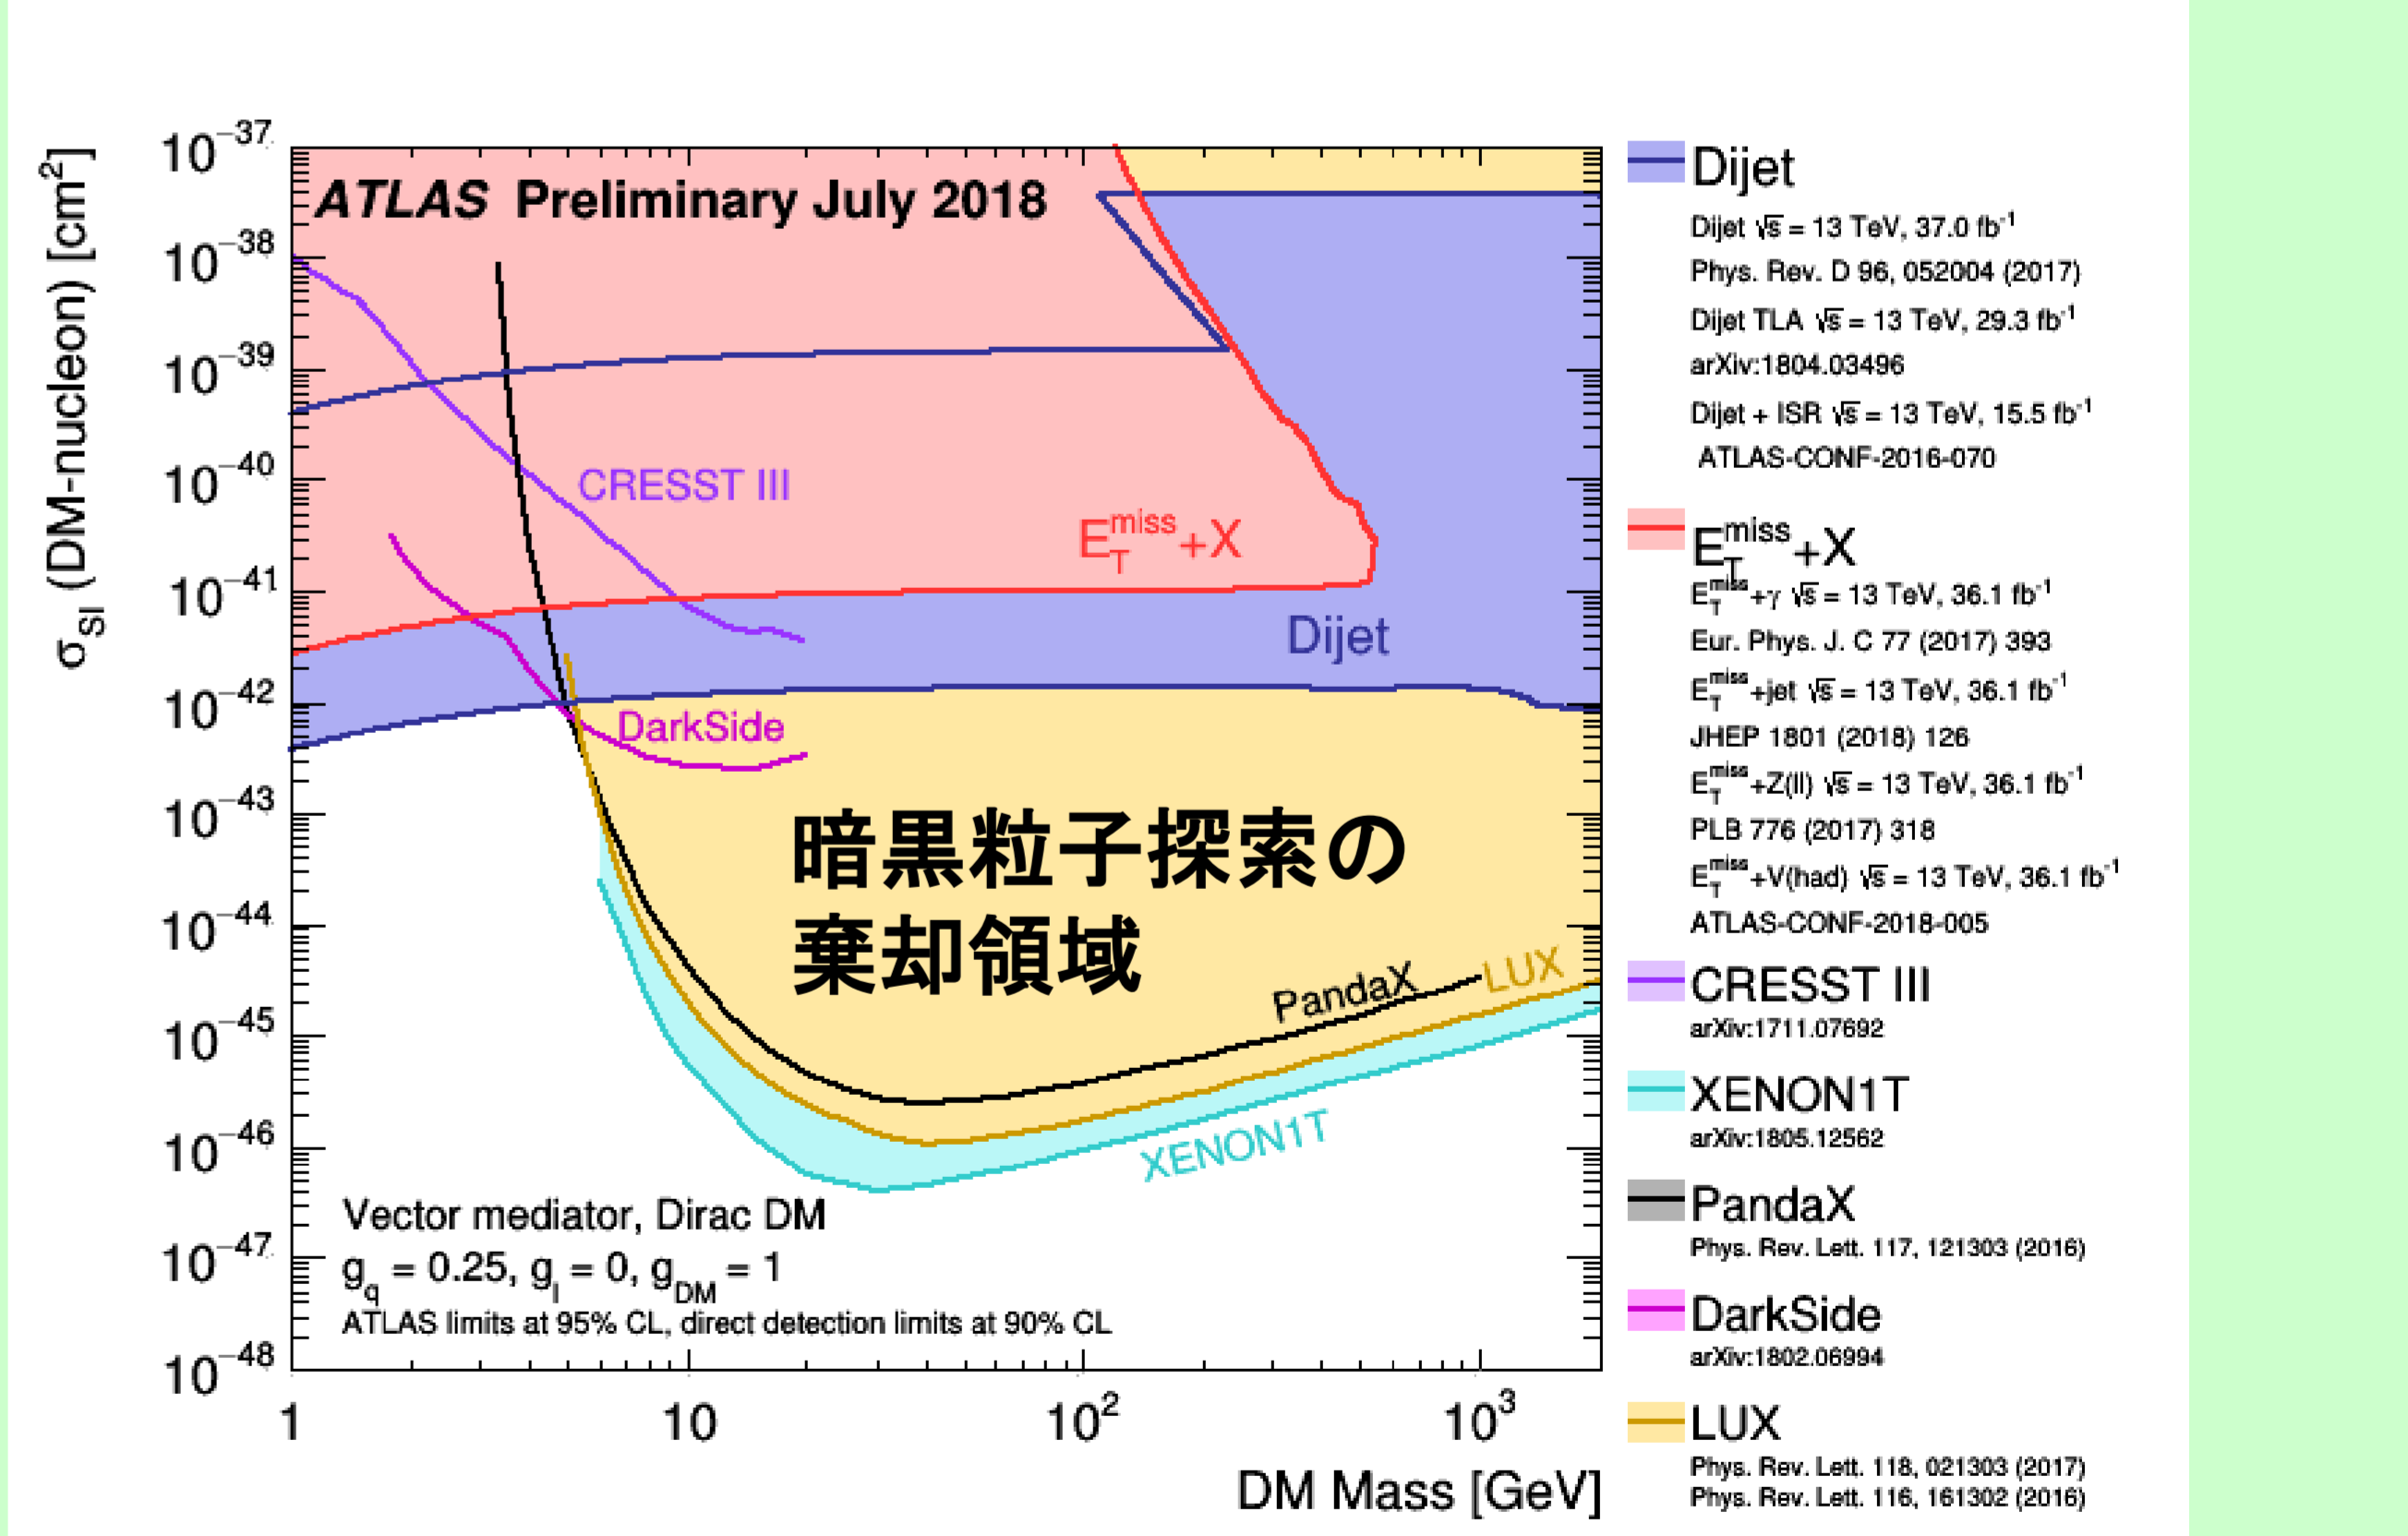 10⁻³⁷
10⁻³⁸
10⁻³⁹
10⁻⁴⁰
10⁻⁴¹
10⁻⁴²
10⁻⁴³
10⁻⁴⁴
10⁻⁴⁵
10⁻⁴⁶
10⁻⁴⁷
10⁻⁴⁸
σ_SI (DM-nucleon) [cm²]
ATLAS Preliminary July 2018
CRESST III
E_T^miss+X
Dijet
DarkSide
暗黒粒子探索の
棄却領域
PandaX
LUX
XENON1T
Vector mediator, Dirac DM
g_q = 0.25, g_l = 0, g_DM = 1
ATLAS limits at 95% CL, direct detection limits at 90% CL
1 10 10² 10³
DM Mass [GeV]
Dijet
Dijet √s = 13 TeV, 37.0 fb⁻¹
Phys. Rev. D 96, 052004 (2017)
Dijet TLA √s = 13 TeV, 29.3 fb⁻¹
arXiv:1804.03496
Dijet + ISR √s = 13 TeV, 15.5 fb⁻¹
ATLAS-CONF-2016-070
E_T^miss+X
E_T^miss+γ √s = 13 TeV, 36.1 fb⁻¹
Eur. Phys. J. C 77 (2017) 393
E_T^miss+jet √s = 13 TeV, 36.1 fb⁻¹
JHEP 1801 (2018) 126
E_T^miss+Z(ll) √s = 13 TeV, 36.1 fb⁻¹
PLB 776 (2017) 318
E_T^miss+V(had) √s = 13 TeV, 36.1 fb⁻¹
ATLAS-CONF-2018-005
CRESST III
arXiv:1711.07692
XENON1T
arXiv:1805.12562
PandaX
Phys. Rev. Lett. 117, 121303 (2016)
DarkSide
arXiv:1802.06994
LUX
Phys. Rev. Lett. 118, 021303 (2017)
Phys. Rev. Lett. 116, 161302 (2016)